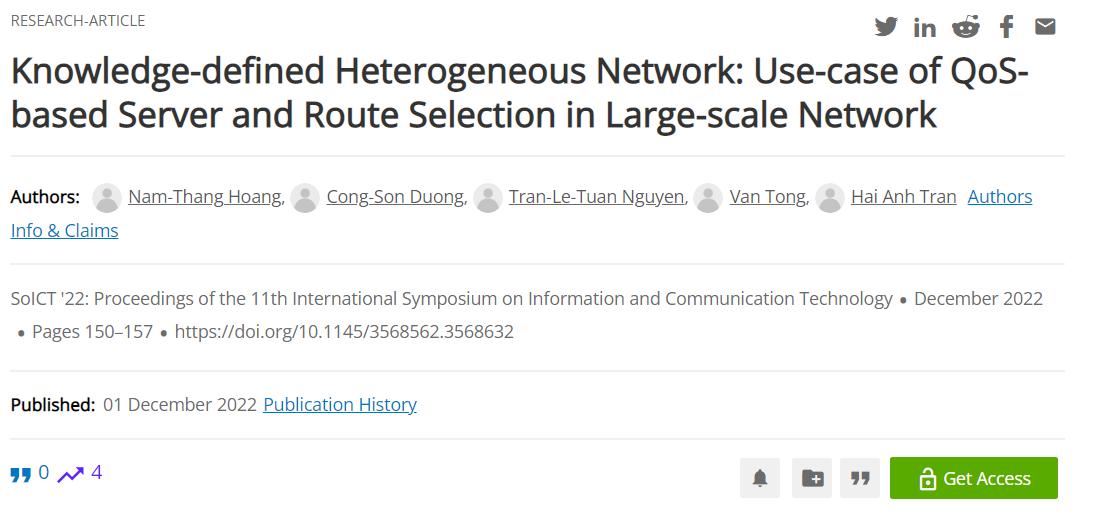 RESEARCH-ARTICLE
Knowledge-defined Heterogeneous Network: Use-case of QoS-
based Server and Route Selection in Large-scale Network
Authors: Nam-Thang Hoang, Cong-Son Duong, Tran-Le-Tuan Nguyen, Van Tong, Hai Anh Tran Authors
Info & Claims
SoICT '22: Proceedings of the 11th International Symposium on Information and Communication Technology • December 2022
• Pages 150–157 • https://doi.org/10.1145/3568562.3568632
Published: 01 December 2022 Publication History
0 4
Get Access